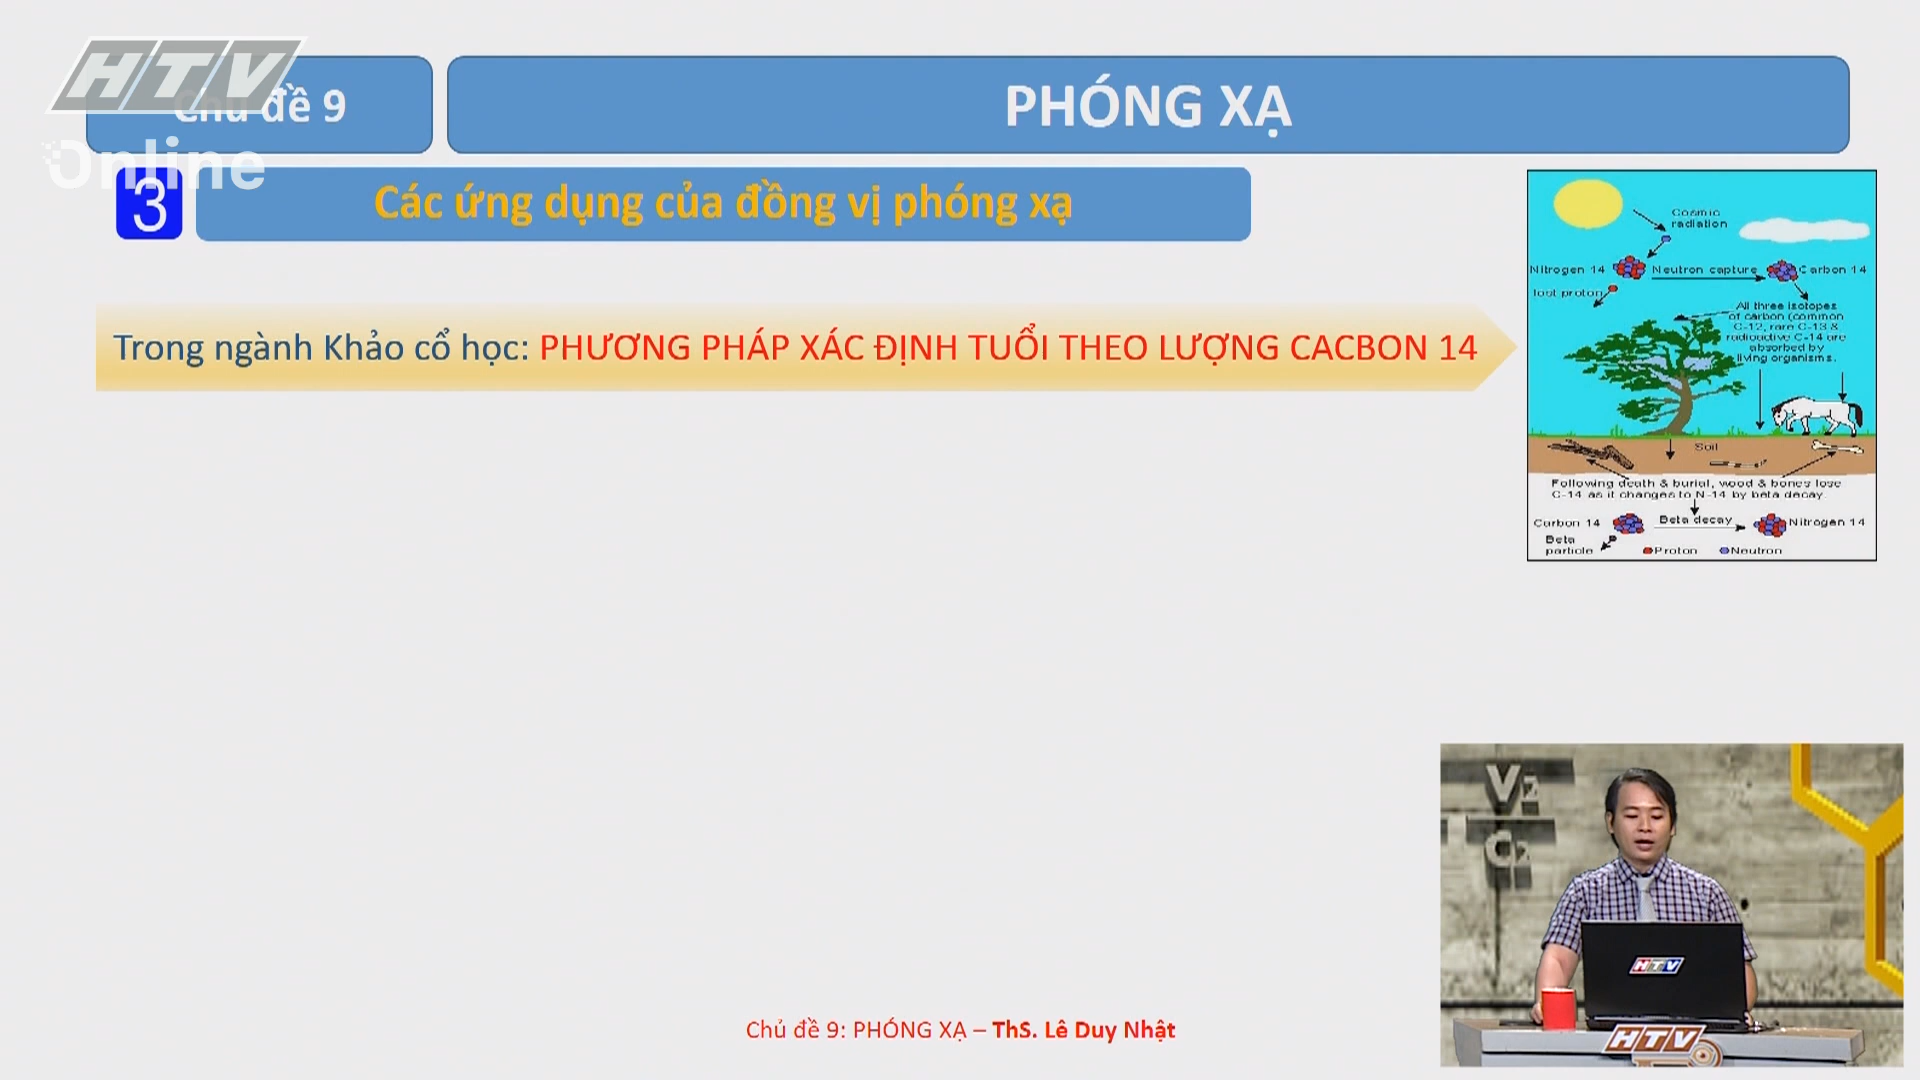 HTV
Online
Chủ đề 9
PHÓNG XẠ
3
Các ứng dụng của đồng vị phóng xạ
Trong ngành Khảo cổ học: PHƯƠNG PHÁP XÁC ĐỊNH TUỔI THEO LƯỢNG CACBON 14
Cosmic
radiation
Nitrogen 14
Neutron capture
Carbon 14
lost proton
All three isotopes
of carbon (common
C-12, rare C-13 &
radioactive C-14 are
absorbed by
living organisms.
Soil
Following death & burial, wood & bones lose
C-14 as it changes to N-14 by beta decay.
Carbon 14
Beta decay
Nitrogen 14
Beta
particle
Proton
Neutron
V2
C2
HTV
HTV
Chủ đề 9: PHÓNG XẠ – ThS. Lê Duy Nhật